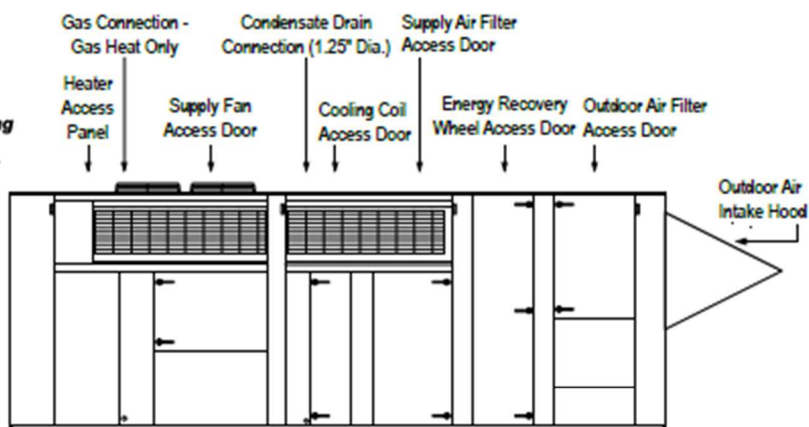 Gas Connection -
Gas Heat Only
Condensate Drain
Connection (1.25" Dia.)
Supply Air Filter
Access Door
Heater
Access
Panel
Supply Fan
Access Door
Cooling Coil
Access Door
Energy Recovery
Wheel Access Door
Outdoor Air Filter
Access Door
Outdoor Air
Intake Hood